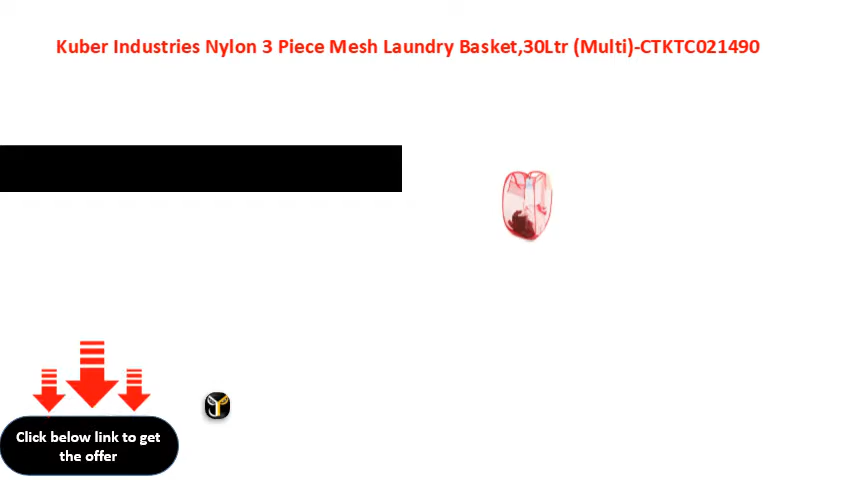 Kuber Industries Nylon 3 Piece Mesh Laundry Basket,30Ltr (Multi)-CTKTC021490
Click below link to get
the offer